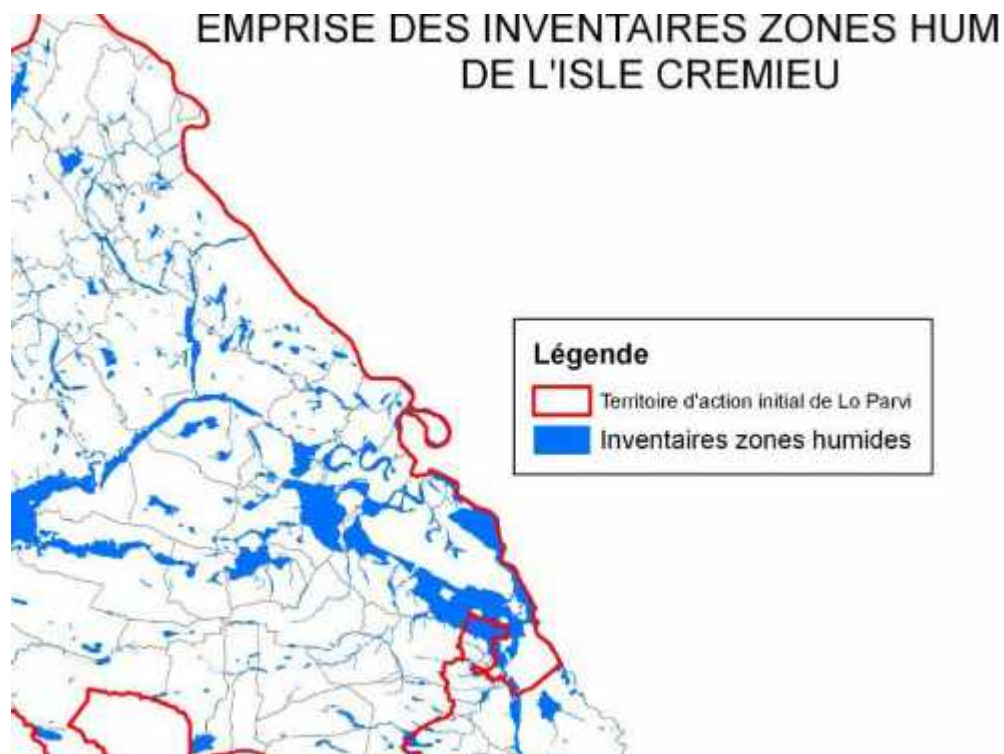 EMPRISE DES INVENTAIRES ZONES HUM
DE L'ISLE CREMIEU
Légende
Territoire d'action initial de Lo Parvi
Inventaires zones humides